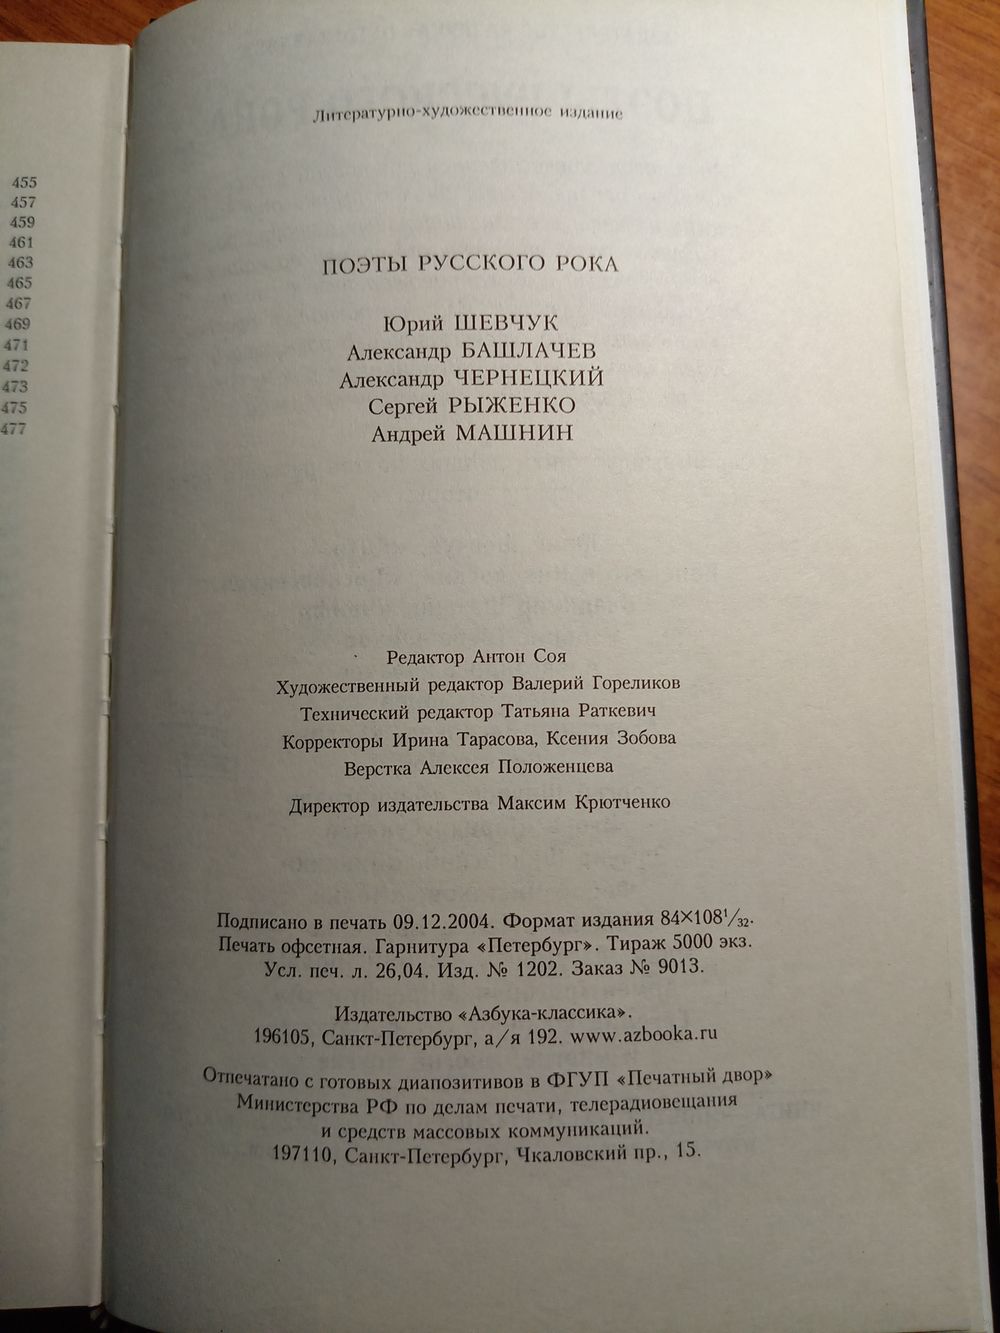 455
457
459
461
463
465
467
469
471
472
473
475
477
Литературно-художественное издание
ПОЭТЫ РУССКОГО РОКА
Юрий ШЕВЧУК
Александр БАШЛАЧЕВ
Александр ЧЕРНЕЦКИЙ
Сергей РЫЖЕНКО
Андрей МАШНИН
Редактор Антон Соя
Художественный редактор Валерий Гореликов
Технический редактор Татьяна Раткевич
Корректоры Ирина Тарасова, Ксения Зобова
Верстка Алексея Положенцева
Директор издательства Максим Крютченко
Подписано в печать 09.12.2004. Формат издания 84×108¹/₃₂.
Печать офсетная. Гарнитура «Петербург». Тираж 5000 экз.
Усл. печ. л. 26,04. Изд. № 1202. Заказ № 9013.
Издательство «Азбука-классика».
196105, Санкт-Петербург, а/я 192. www.azbooka.ru
Отпечатано с готовых диапозитивов в ФГУП «Печатный двор»
Министерства РФ по делам печати, телерадиовещания
и средств массовых коммуникаций.
197110, Санкт-Петербург, Чкаловский пр., 15.